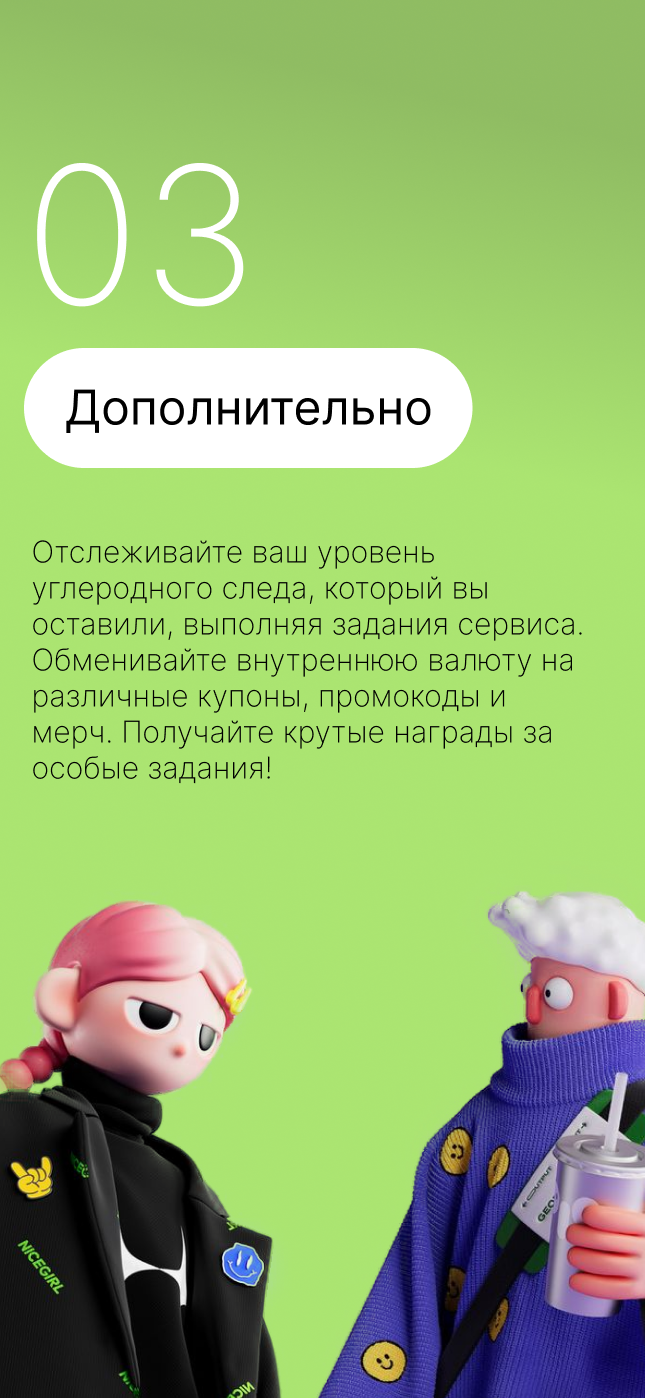 03
Дополнительно
Отслеживайте ваш уровень
углеродного следа, который вы
оставили, выполняя задания сервиса.
Обменивайте внутреннюю валюту на
различные купоны, промокоды и
мерч. Получайте крутые награды за
особые задания!
NICEGIRL